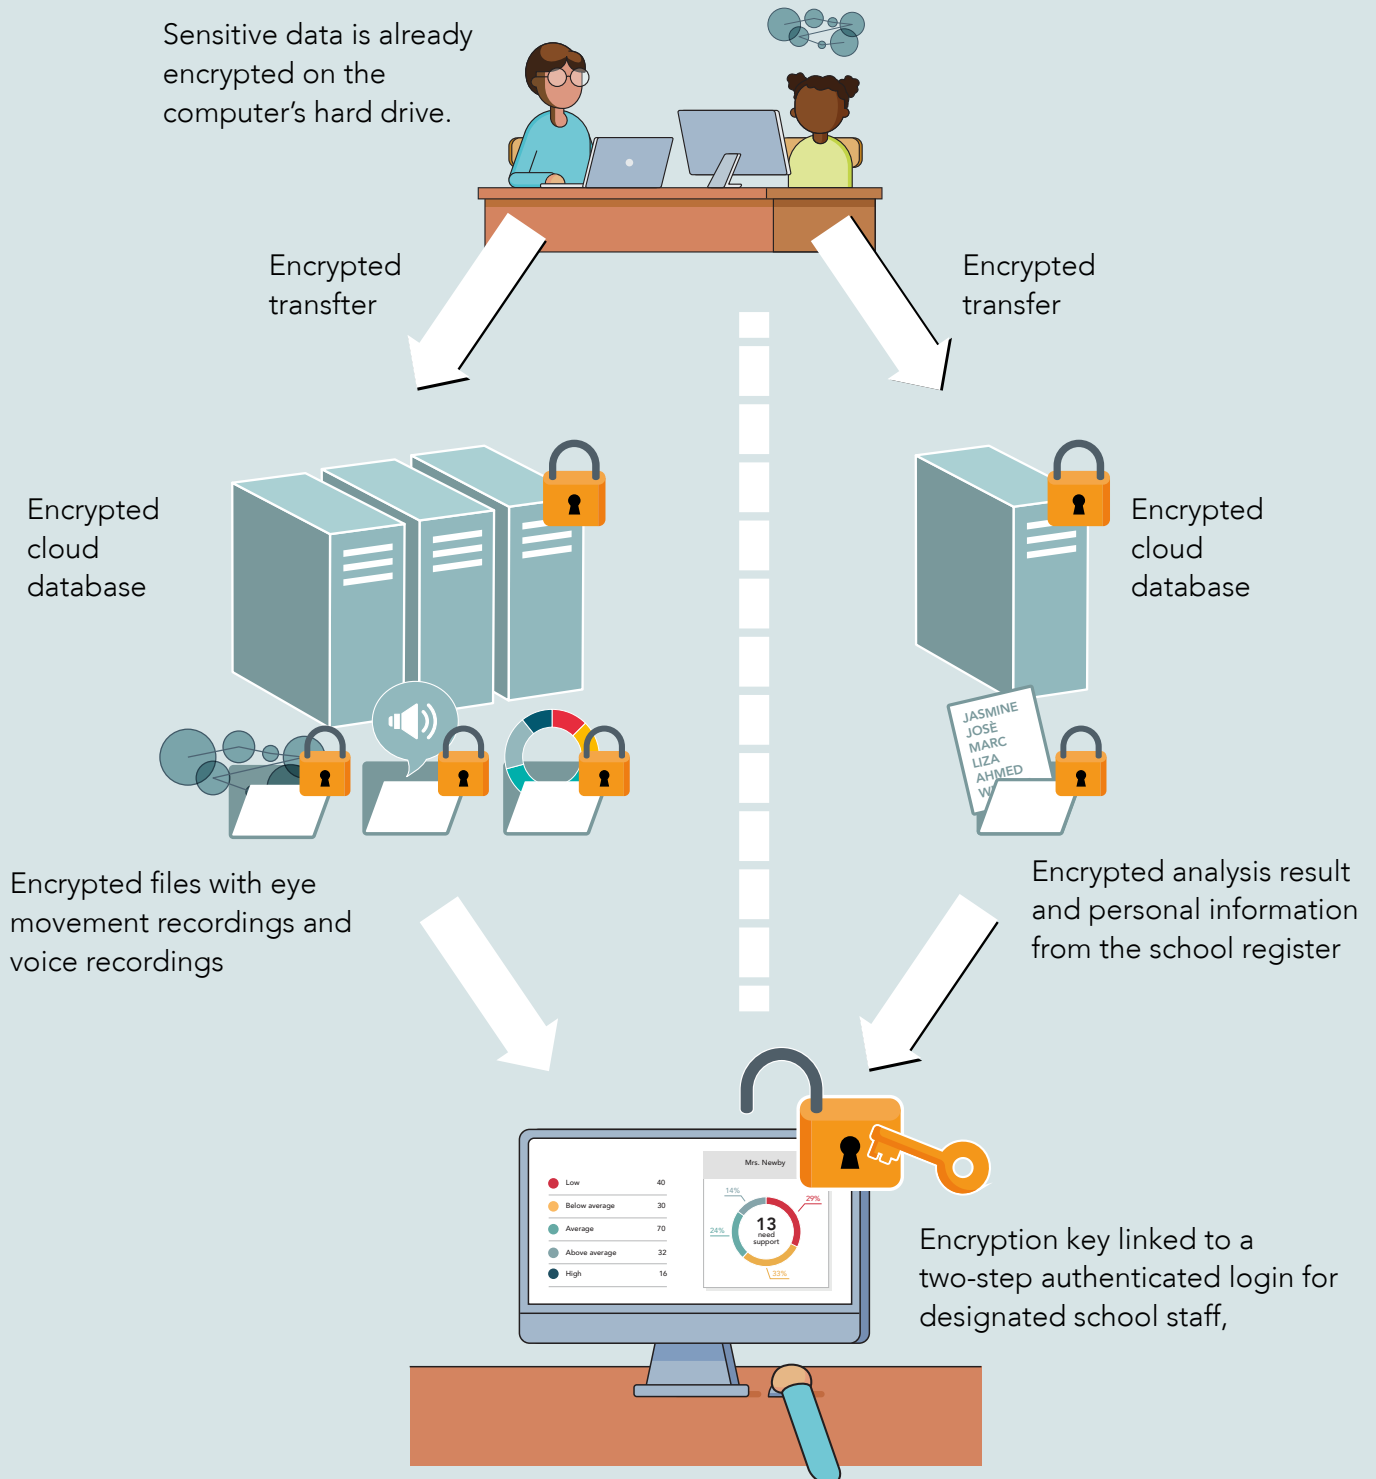 Sensitive data is already
encrypted on the
computer's hard drive.
Encrypted
transfter
Encrypted
transfer
Encrypted
cloud
database
Encrypted
cloud
database
JASMINE
JOSÈ
MARC
LIZA
AHMED
Encrypted files with eye
movement recordings and
voice recordings
Encrypted analysis result
and personal information
from the school register
Low 40
Below average 30
Average 70
Above average 32
High 16
Mrs. Newby
14%
29%
24%
13
need
support
33%
Encryption key linked to a
two-step authenticated login for
designated school staff,